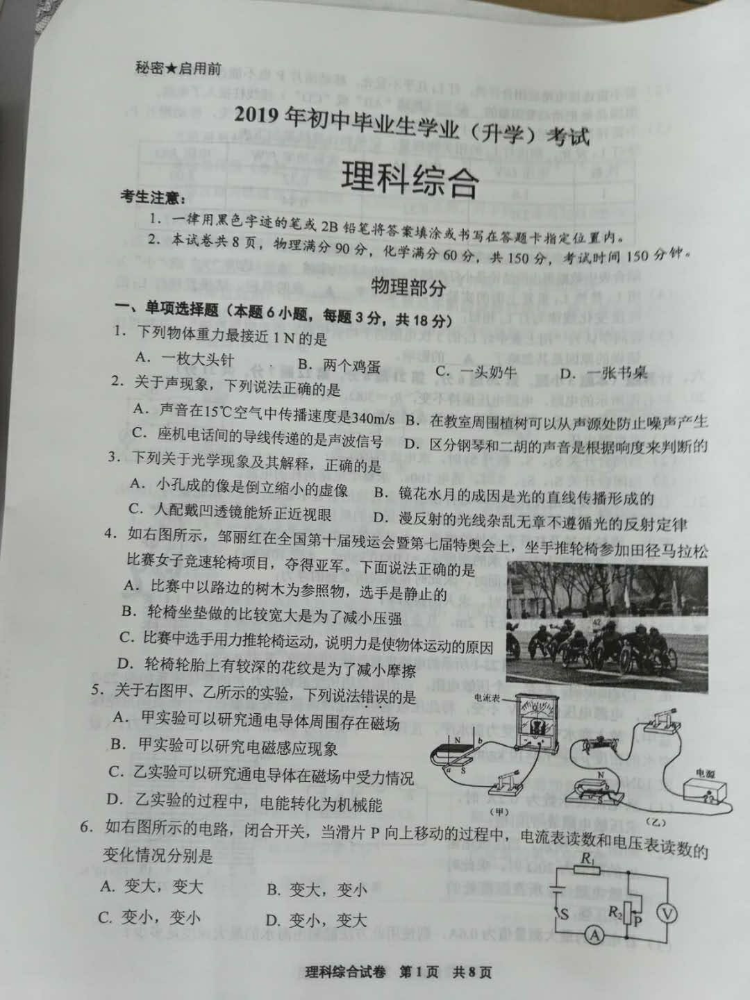 秘密★启用前
2019年初中毕业生学业（升学）考试
理科综合
考生注意：
1．一律用黑色字迹的笔或2B铅笔将答案填涂或书写在答题卡指定位置内。
2．本试卷共8页，物理满分90分，化学满分60分，共150分，考试时间150分钟。
物理部分
一、单项选择题（本题6小题，每题3分，共18分）
1．下列物体重力最接近1N的是
A．一枚大头针 B．两个鸡蛋 C．一头奶牛 D．一张书桌
2．关于声现象，下列说法正确的是
A．声音在15℃空气中传播速度是340m/s B．在教室周围植树可以从声源处防止噪声产生
C．座机电话间的导线传递的是声波信号 D．区分钢琴和二胡的声音是根据响度来判断的
3．下列关于光学现象及其解释，正确的是
A．小孔成的像是倒立缩小的虚像 B．镜花水月的成因是光的直线传播形成的
C．人配戴凹透镜能矫正近视眼 D．漫反射的光线杂乱无章不遵循光的反射定律
4．如右图所示，邹丽红在全国第十届残运会暨第七届特奥会上，坐手推轮椅参加田径马拉松
比赛女子竞速轮椅项目，夺得亚军。下面说法正确的是
A．比赛中以路边的树木为参照物，选手是静止的
B．轮椅坐垫做的比较宽大是为了减小压强
C．比赛中选手用力推轮椅运动，说明力是使物体运动的原因
D．轮椅轮胎上有较深的花纹是为了减小摩擦
42
5．关于右图甲、乙所示的实验，下列说法错误的是
A．甲实验可以研究通电导体周围存在磁场
B．甲实验可以研究电磁感应现象
C．乙实验可以研究通电导体在磁场中受力情况
D．乙实验的过程中，电能转化为机械能
电流表
N
b
a
S
（甲）
N
b
S
电源
（乙）
6．如右图所示的电路，闭合开关，当滑片P向上移动的过程中，电流表读数和电压表读数的
变化情况分别是
A. 变大，变大 B. 变大，变小
C. 变小，变小 D. 变小，变大
R₁
S
R₂
P
V
A
理科综合试卷 第1页 共8页